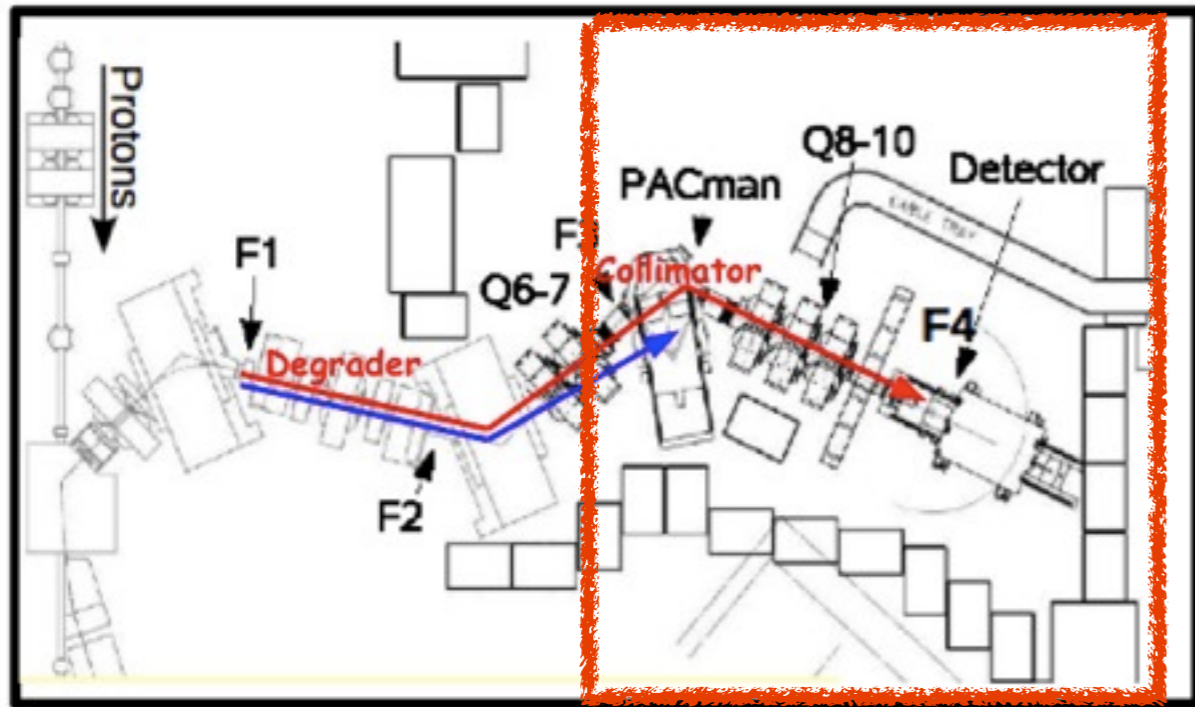 Protons
F1
Degrader
F2
Q6-7
Collimator
PACman
Q8-10
Detector
CABLE TRAY
F4